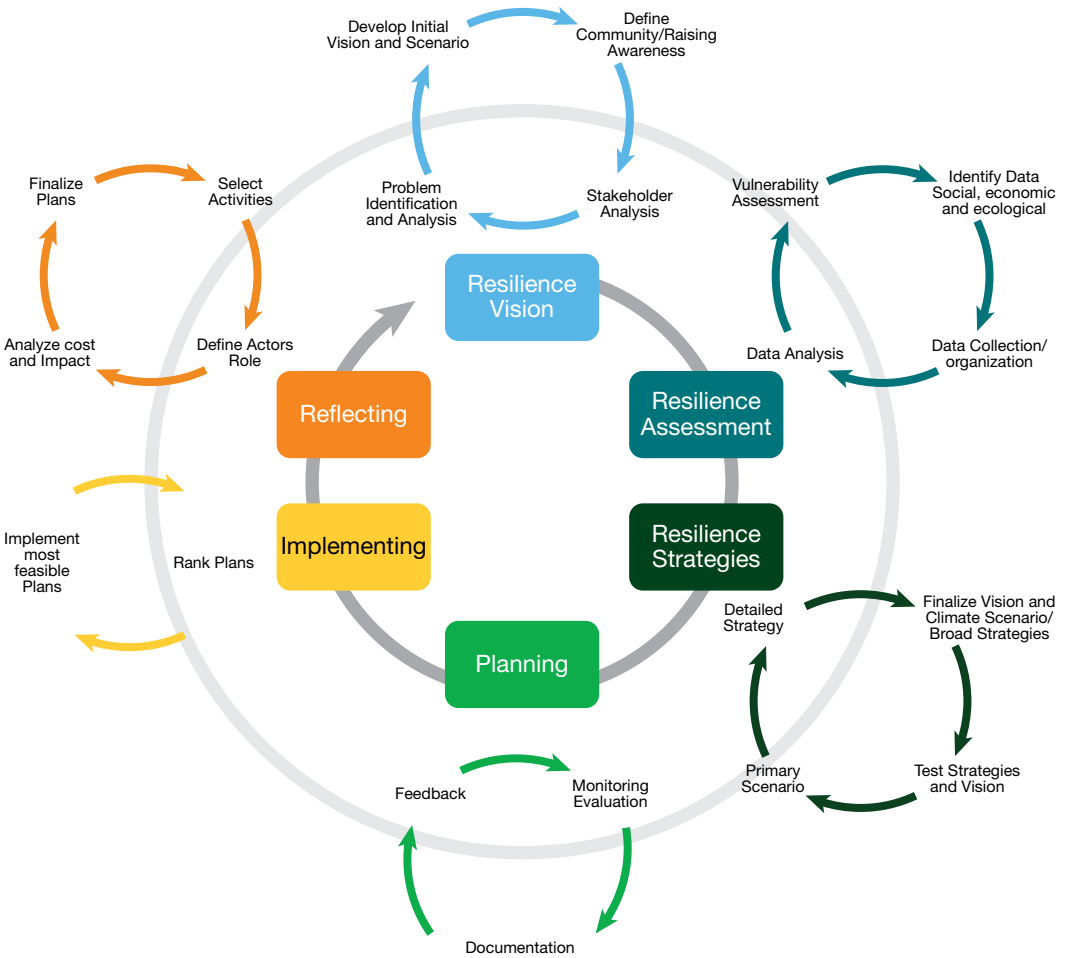 Develop Initial
Vision and Scenario
Define
Community/Raising
Awareness
Stakeholder
Analysis
Problem
Identification
and Analysis
Finalize
Plans
Select
Activities
Define Actors
Role
Analyze cost
and Impact
Vulnerability
Assessment
Identify Data
Social, economic
and ecological
Data Collection/
organization
Data Analysis
Resilience
Vision
Resilience
Assessment
Resilience
Strategies
Planning
Implementing
Reflecting
Implement
most
feasible
Plans
Rank Plans
Detailed
Strategy
Finalize Vision and
Climate Scenario/
Broad Strategies
Test Strategies
and Vision
Primary
Scenario
Feedback
Monitoring
Evaluation
Documentation